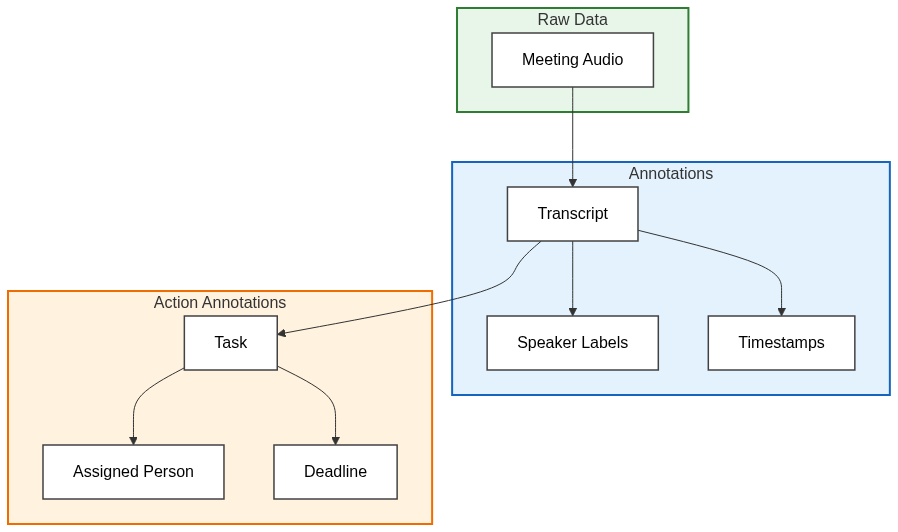 Raw Data
Meeting Audio
Annotations
Transcript
Speaker Labels
Timestamps
Action Annotations
Task
Assigned Person
Deadline